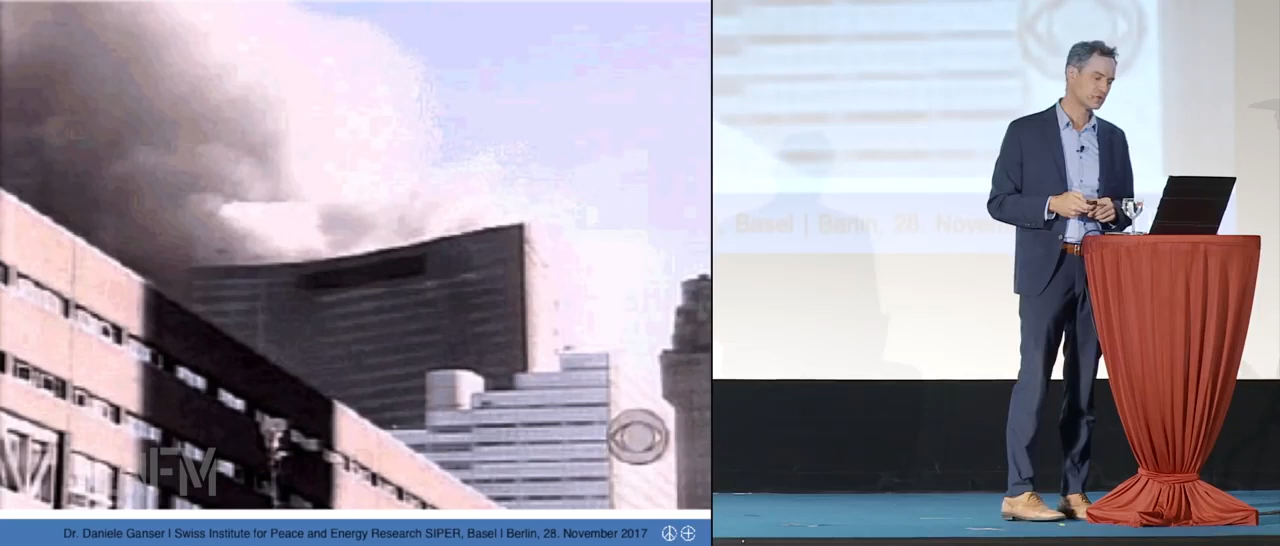 Dr. Daniele Ganser | Swiss Institute for Peace and Energy Research SIPER, Basel | Berlin, 28. November 2017
, Basel | Berlin, 28. Novem